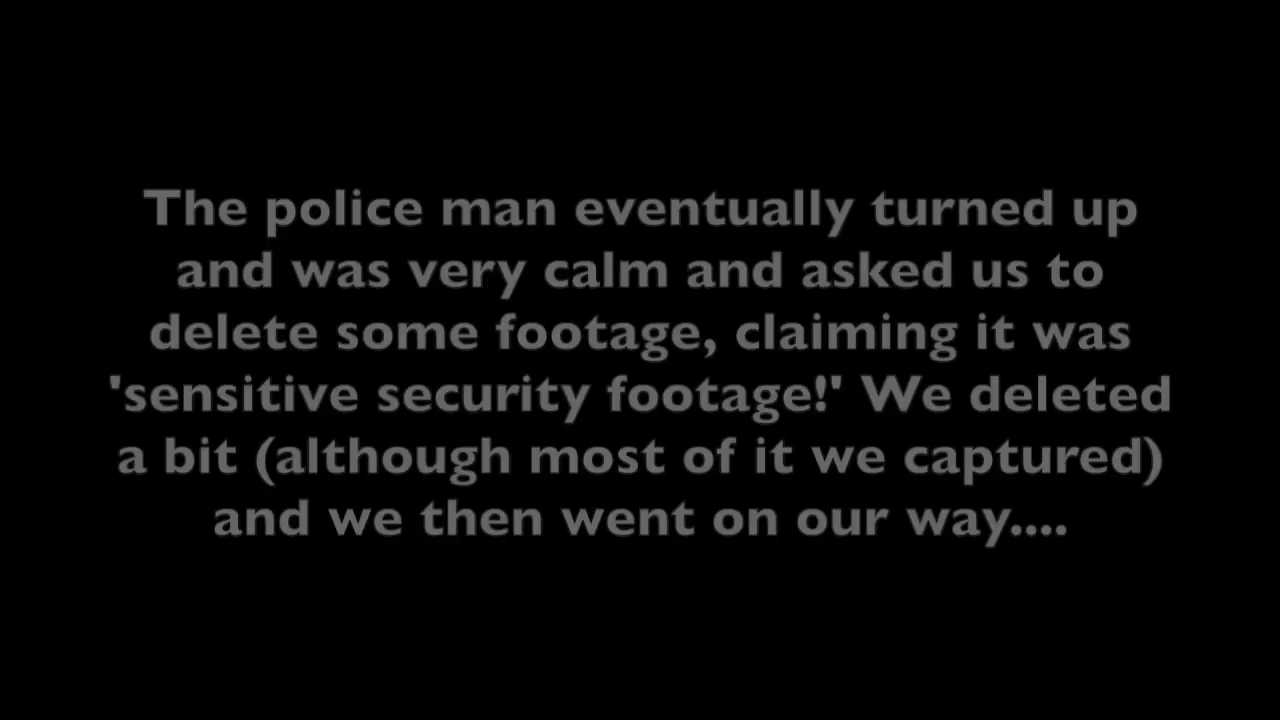 The police man eventually turned up
and was very calm and asked us to
delete some footage, claiming it was
'sensitive security footage!' We deleted
a bit (although most of it we captured)
and we then went on our way....